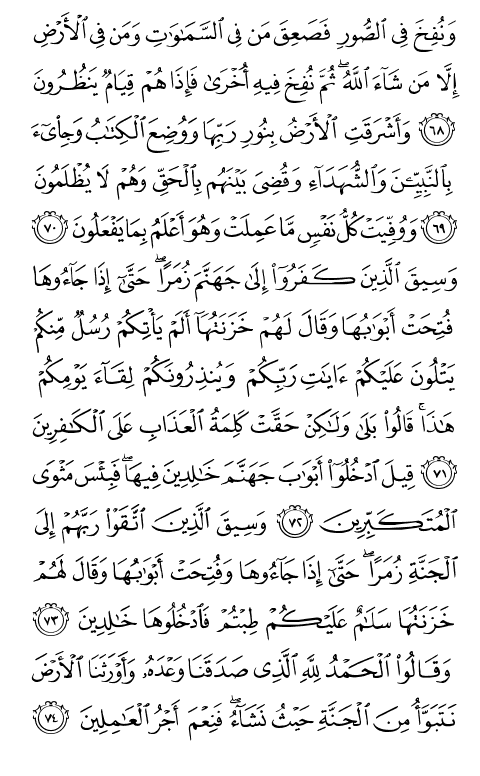 وَنُفِخَ فِي ٱلصُّورِ فَصَعِقَ مَن فِي ٱلسَّمَـٰوَٰتِ وَمَن فِي ٱلْأَرْضِ
إِلَّا مَن شَآءَ ٱللَّهُ ۖ ثُمَّ نُفِخَ فِيهِ أُخْرَىٰ فَإِذَا هُمْ قِيَامٌ يَنظُرُونَ
﴿٦٨﴾ وَأَشْرَقَتِ ٱلْأَرْضُ بِنُورِ رَبِّهَا وَوُضِعَ ٱلْكِتَـٰبُ وَجِا۟ىٓءَ
بِٱلنَّبِيِّـۧنَ وَٱلشُّهَدَآءِ وَقُضِيَ بَيْنَهُم بِٱلْحَقِّ وَهُمْ لَا يُظْلَمُونَ
﴿٦٩﴾ وَوُفِّيَتْ كُلُّ نَفْسٍ مَّا عَمِلَتْ وَهُوَ أَعْلَمُ بِمَا يَفْعَلُونَ ﴿٧٠﴾
وَسِيقَ ٱلَّذِينَ كَفَرُوٓا۟ إِلَىٰ جَهَنَّمَ زُمَرًا ۖ حَتَّىٰٓ إِذَا جَآءُوهَا
فُتِحَتْ أَبْوَٰبُهَا وَقَالَ لَهُمْ خَزَنَتُهَآ أَلَمْ يَأْتِكُمْ رُسُلٌ مِّنكُمْ
يَتْلُونَ عَلَيْكُمْ ءَايَـٰتِ رَبِّكُمْ وَيُنذِرُونَكُمْ لِقَآءَ يَوْمِكُمْ
هَـٰذَا ۚ قَالُوا۟ بَلَىٰ وَلَـٰكِنْ حَقَّتْ كَلِمَةُ ٱلْعَذَابِ عَلَى ٱلْكَـٰفِرِينَ
﴿٧١﴾ قِيلَ ٱدْخُلُوٓا۟ أَبْوَٰبَ جَهَنَّمَ خَـٰلِدِينَ فِيهَا ۖ فَبِئْسَ مَثْوَى
ٱلْمُتَكَبِّرِينَ ﴿٧٢﴾ وَسِيقَ ٱلَّذِينَ ٱتَّقَوْا۟ رَبَّهُمْ إِلَى
ٱلْجَنَّةِ زُمَرًا ۖ حَتَّىٰٓ إِذَا جَآءُوهَا وَفُتِحَتْ أَبْوَٰبُهَا وَقَالَ لَهُمْ
خَزَنَتُهَا سَلَـٰمٌ عَلَيْكُمْ طِبْتُمْ فَٱدْخُلُوهَا خَـٰلِدِينَ ﴿٧٣﴾
وَقَالُوا۟ ٱلْحَمْدُ لِلَّهِ ٱلَّذِي صَدَقَنَا وَعْدَهُۥ وَأَوْرَثَنَا ٱلْأَرْضَ
نَتَبَوَّأُ مِنَ ٱلْجَنَّةِ حَيْثُ نَشَآءُ ۖ فَنِعْمَ أَجْرُ ٱلْعَـٰمِلِينَ ﴿٧٤﴾